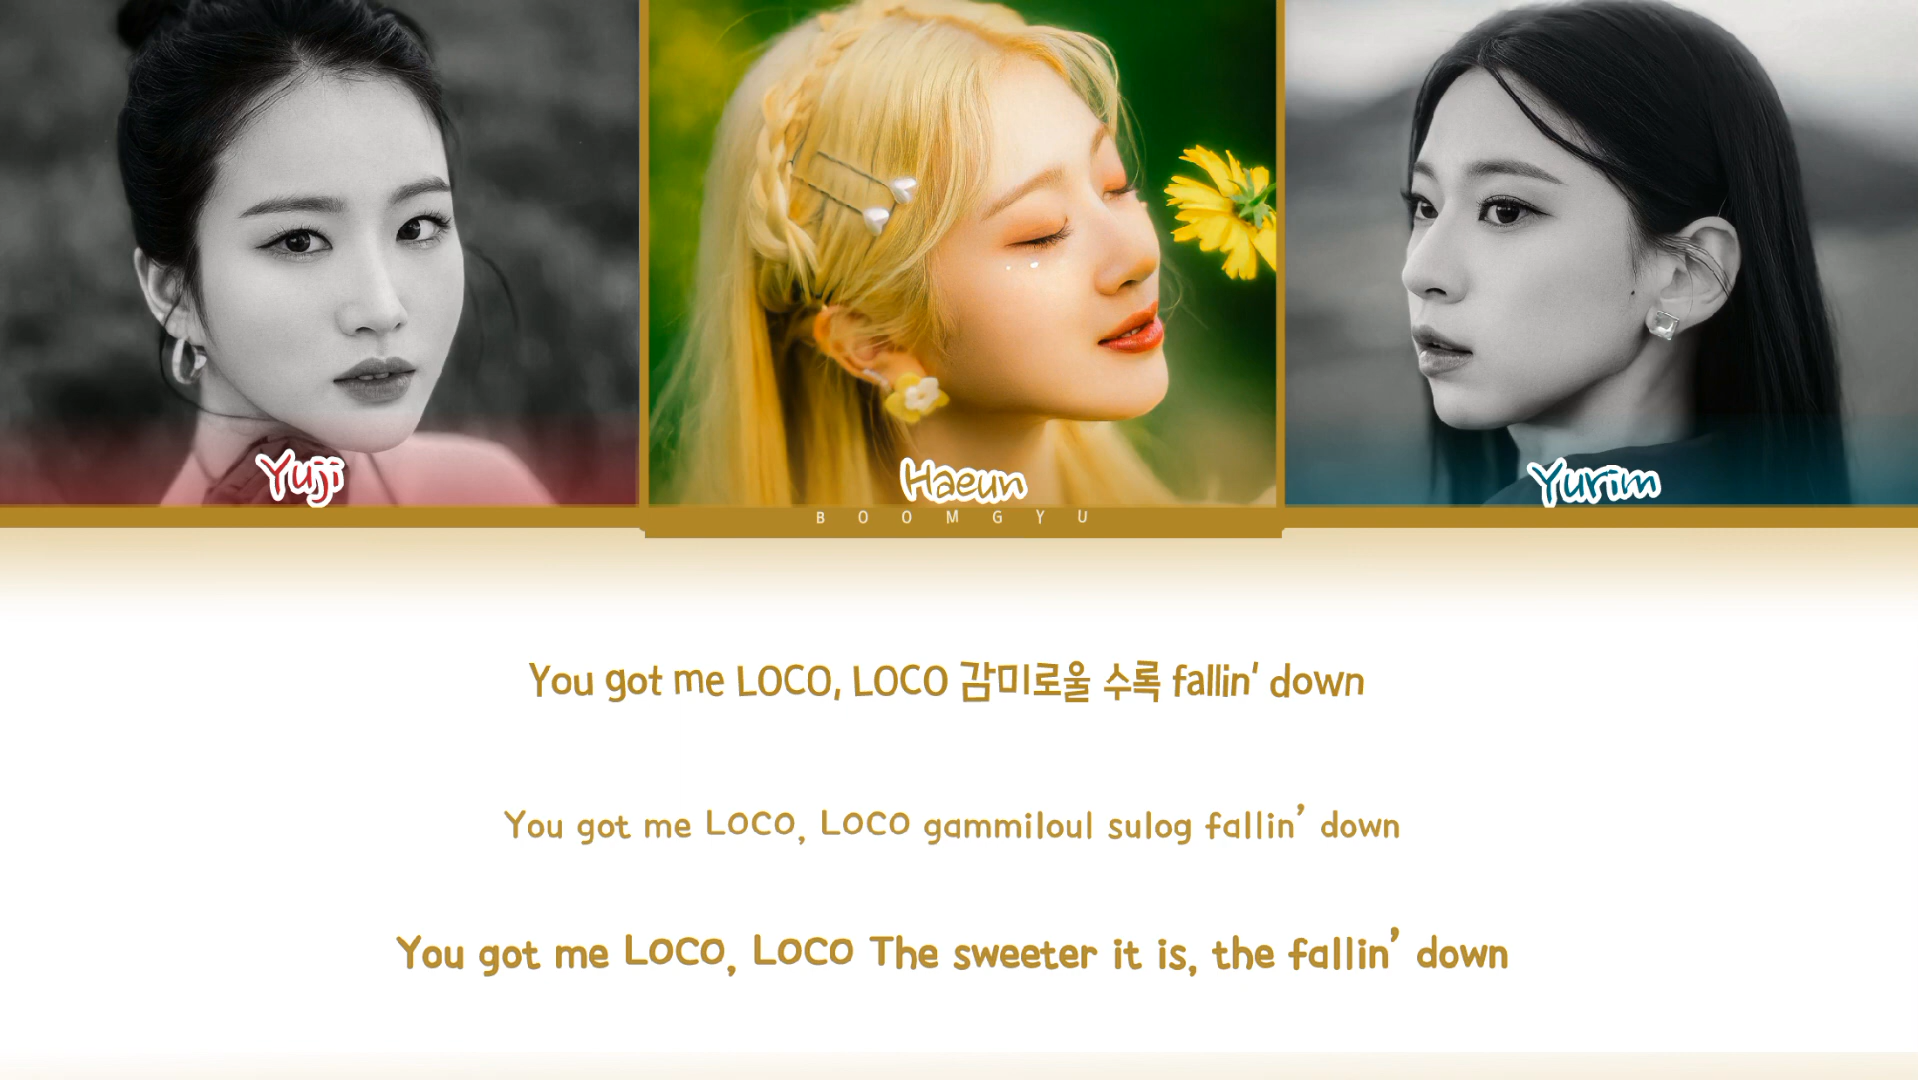 Yuji
Haeun
Yurim
BOOMGYU
You got me LOCO, LOCO 감미로울 수록 fallin' down
You got me LOCO, LOCO gammiloul sulog fallin’ down
You got me LOCO, LOCO The sweeter it is, the fallin’ down